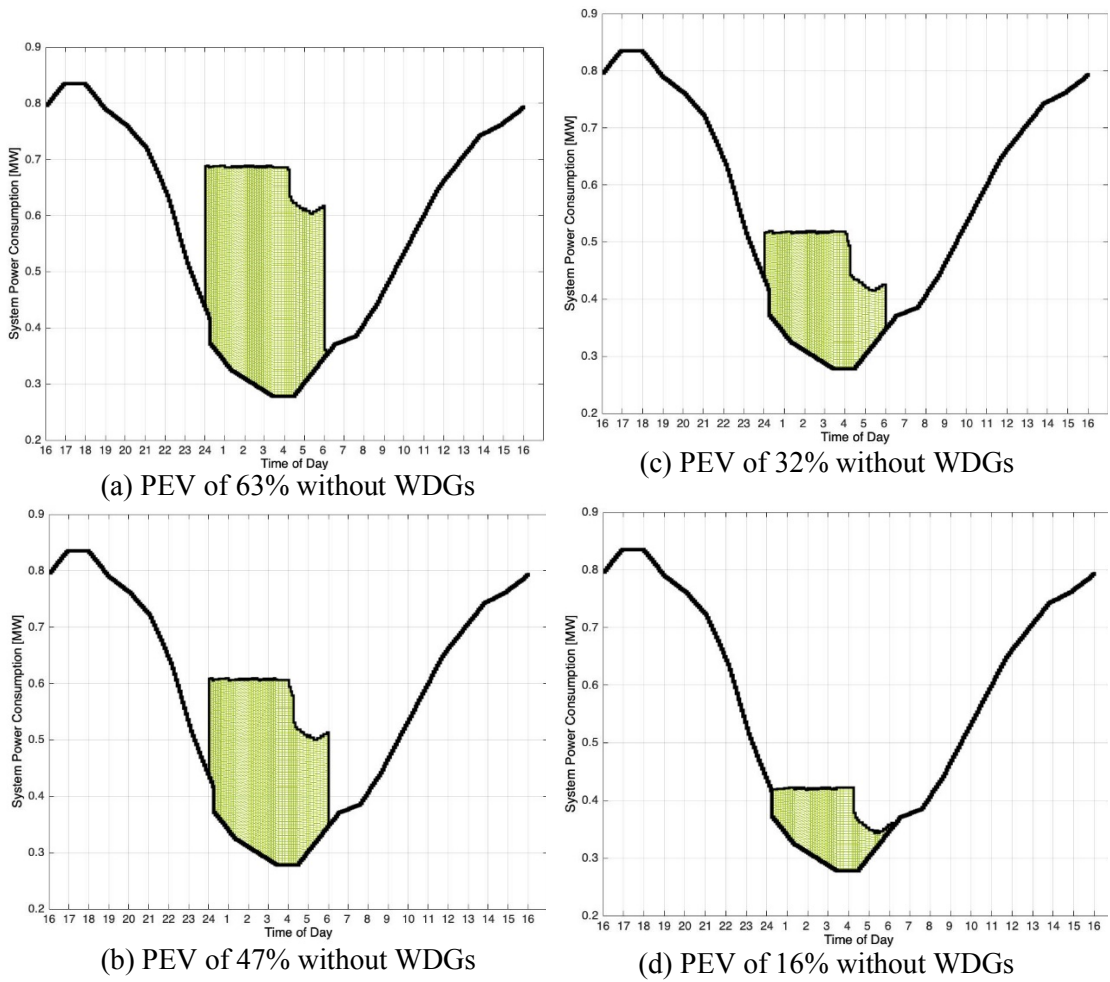 0.9
0.8
0.7
0.6
0.5
0.4
0.3
0.2
System Power Consumption [MW]
16 17 18 19 20 21 22 23 24 1 2 3 4 5 6 7 8 9 10 11 12 13 14 15 16
Time of Day
(a) PEV of 63% without WDGs
0.9
0.8
0.7
0.6
0.5
0.4
0.3
0.2
System Power Consumption [MW]
16 17 18 19 20 21 22 23 24 1 2 3 4 5 6 7 8 9 10 11 12 13 14 15 16
Time of Day
(c) PEV of 32% without WDGs
0.9
0.8
0.7
0.6
0.5
0.4
0.3
0.2
System Power Consumption [MW]
16 17 18 19 20 21 22 23 24 1 2 3 4 5 6 7 8 9 10 11 12 13 14 15 16
Time of Day
(b) PEV of 47% without WDGs
0.9
0.8
0.7
0.6
0.5
0.4
0.3
0.2
System Power Consumption [MW]
16 17 18 19 20 21 22 23 24 1 2 3 4 5 6 7 8 9 10 11 12 13 14 15 16
Time of Day
(d) PEV of 16% without WDGs